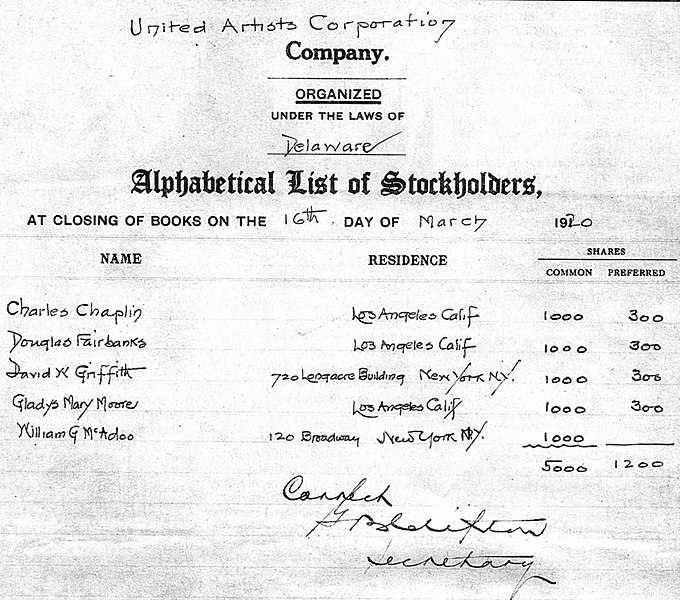 United Artists Corporation
Company.
ORGANIZED
UNDER THE LAWS OF
Delaware
Alphabetical List of Stockholders,
AT CLOSING OF BOOKS ON THE 16th. DAY OF March 1920
NAME RESIDENCE SHARES
COMMON PREFERRED
Charles Chaplin Los Angeles Calif 1000 300
Douglas Fairbanks Los Angeles Calif 1000 300
David W Griffith 720 Longacre Building New York N.Y. 1000 300
Gladys Mary Moore Los Angeles Calif 1000 300
William G McAdoo 120 Broadway New York N.Y. 1000
5000 1200
Correct
Secretary